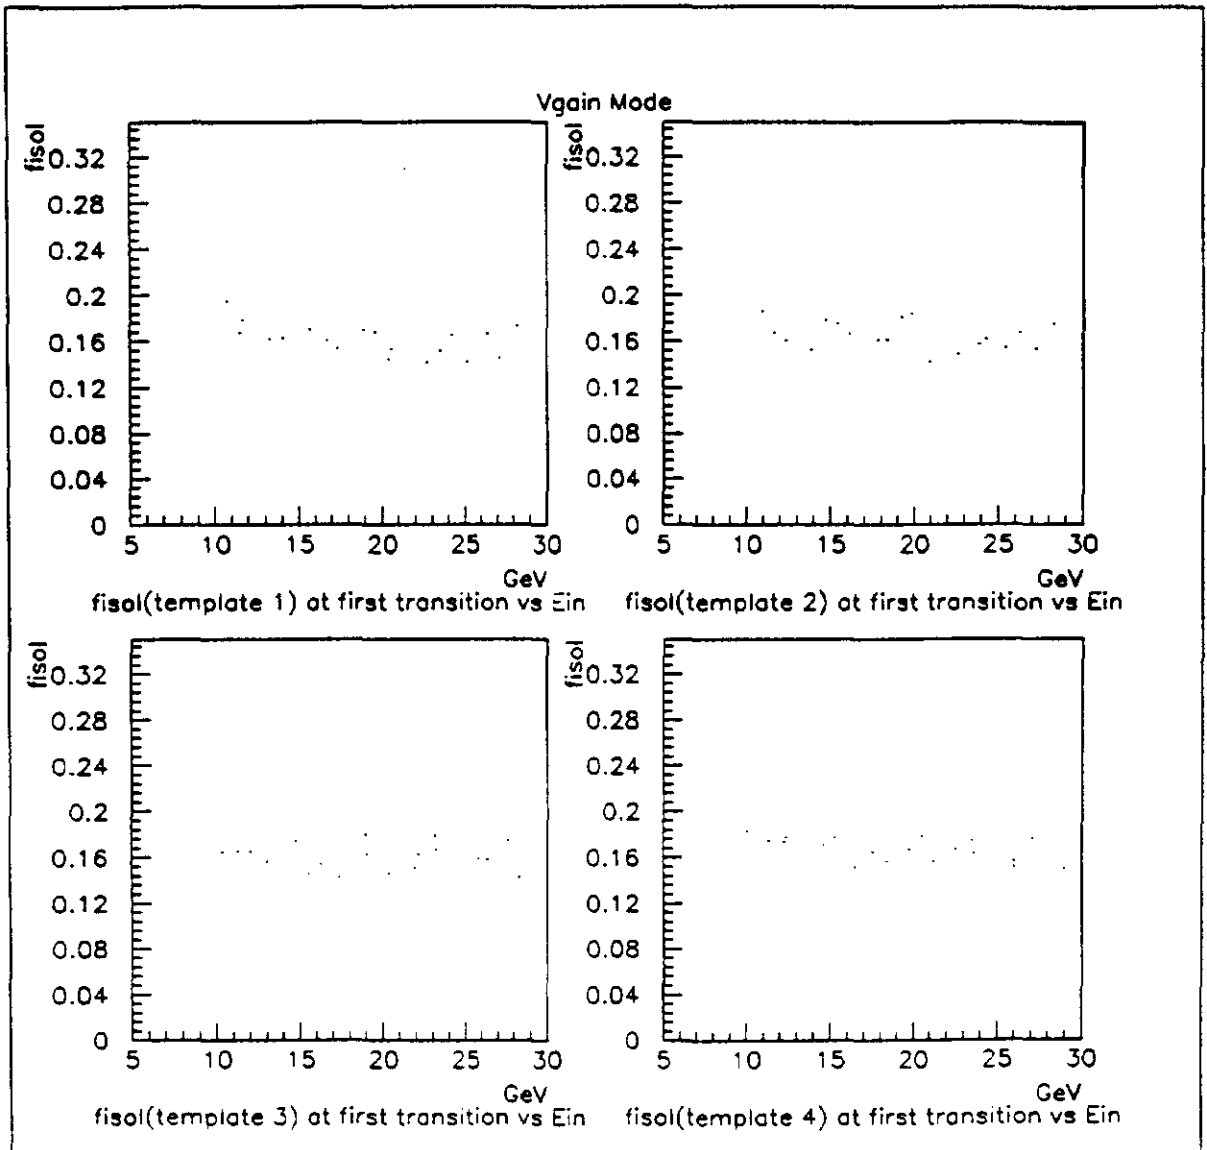 Vgain Mode
fisol
0.32
0.28
0.24
0.2
0.16
0.12
0.08
0.04
0
5 10 15 20 25 30
GeV
fisol(template 1) at first transition vs Ein
fisol
0.32
0.28
0.24
0.2
0.16
0.12
0.08
0.04
0
5 10 15 20 25 30
GeV
fisol(template 2) at first transition vs Ein
fisol
0.32
0.28
0.24
0.2
0.16
0.12
0.08
0.04
0
5 10 15 20 25 30
GeV
fisol(template 3) at first transition vs Ein
fisol
0.32
0.28
0.24
0.2
0.16
0.12
0.08
0.04
0
5 10 15 20 25 30
GeV
fisol(template 4) at first transition vs Ein